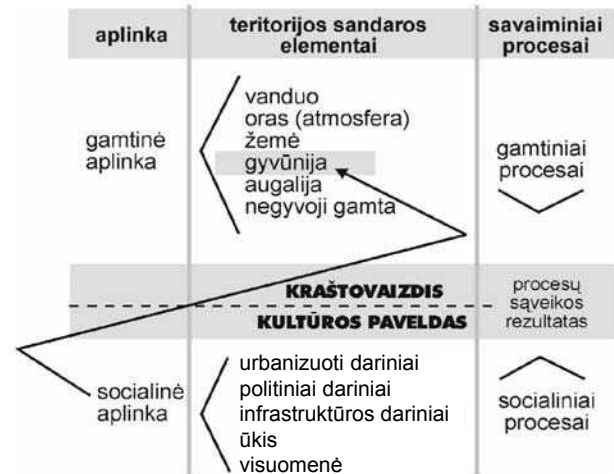 aplinka
teritorijos sandaros
elementai
savaiminiai
procesai
gamtinė
aplinka
vanduo
oras (atmosfera)
žemė
gyvūnija
augalija
negyvoji gamta
gamtiniai
procesai
KRAŠTOVAIZDIS
KULTŪROS PAVELDAS
procesų
sąveikos
rezultatas
socialinė
aplinka
urbanizuoti dariniai
politiniai dariniai
infrastruktūros dariniai
ūkis
visuomenė
socialiniai
procesai